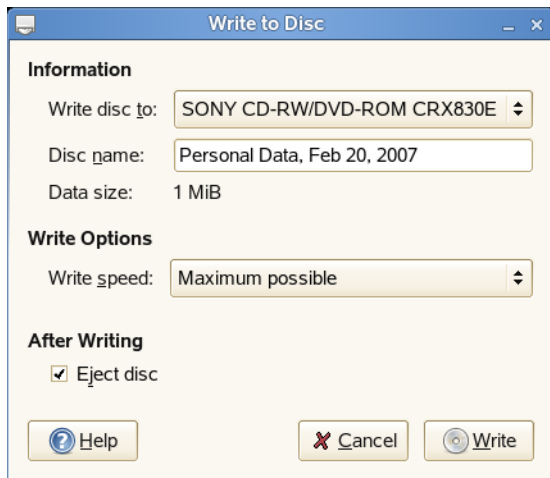 Write to Disc
Information
Write disc to: SONY CD-RW/DVD-ROM CRX830E
Disc name: Personal Data, Feb 20, 2007
Data size: 1 MiB
Write Options
Write speed: Maximum possible
After Writing
Eject disc
Help Cancel Write